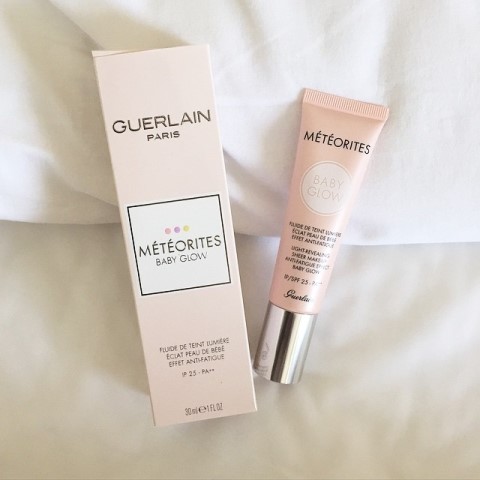 GUERLAIN
PARIS
MÉTÉORITES
BABY GLOW
FLUIDE DE TEINT LUMIÈRE
ÉCLAT PEAU DE BÉBÉ
EFFET ANTI-FATIGUE
IP 25 - PA++
30 ml e 1 FL.OZ
MÉTÉORITES
BABY
GLOW
FLUIDE DE TEINT LUMIÈRE
ÉCLAT PEAU DE BÉBÉ
EFFET ANTI-FATIGUE
LIGHT-REVEALING
SHEER MAKEUP
ANTI-FATIGUE EFFECT
BABY GLOW
IP/SPF 25 - PA++
Guerlain